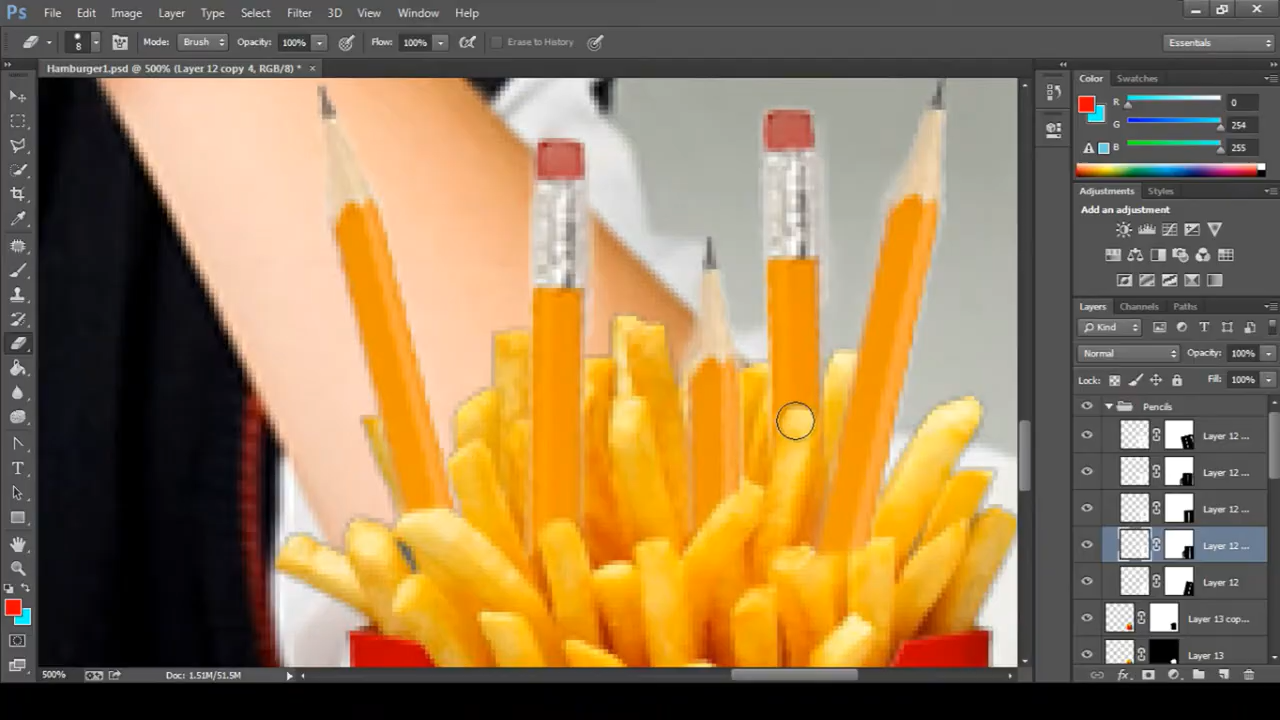 Ps File Edit Image Layer Type Select Filter 3D View Window Help
8 Mode: Brush Opacity: 100% Flow: 100% Erase to History Essentials
Hamburger1.psd @ 500% (Layer 12 copy 4, RGB/8) * ×
Color Swatches
R 0
G 254
B 255
Adjustments Styles
Add an adjustment
Layers Channels Paths
Kind
Normal Opacity: 100%
Lock: Fill: 100%
Pencils
Layer 12 ...
Layer 12 ...
Layer 12 ...
Layer 12 ...
Layer 12
Layer 13 cop...
Layer 13
500% Doc: 1.51M/51.5M